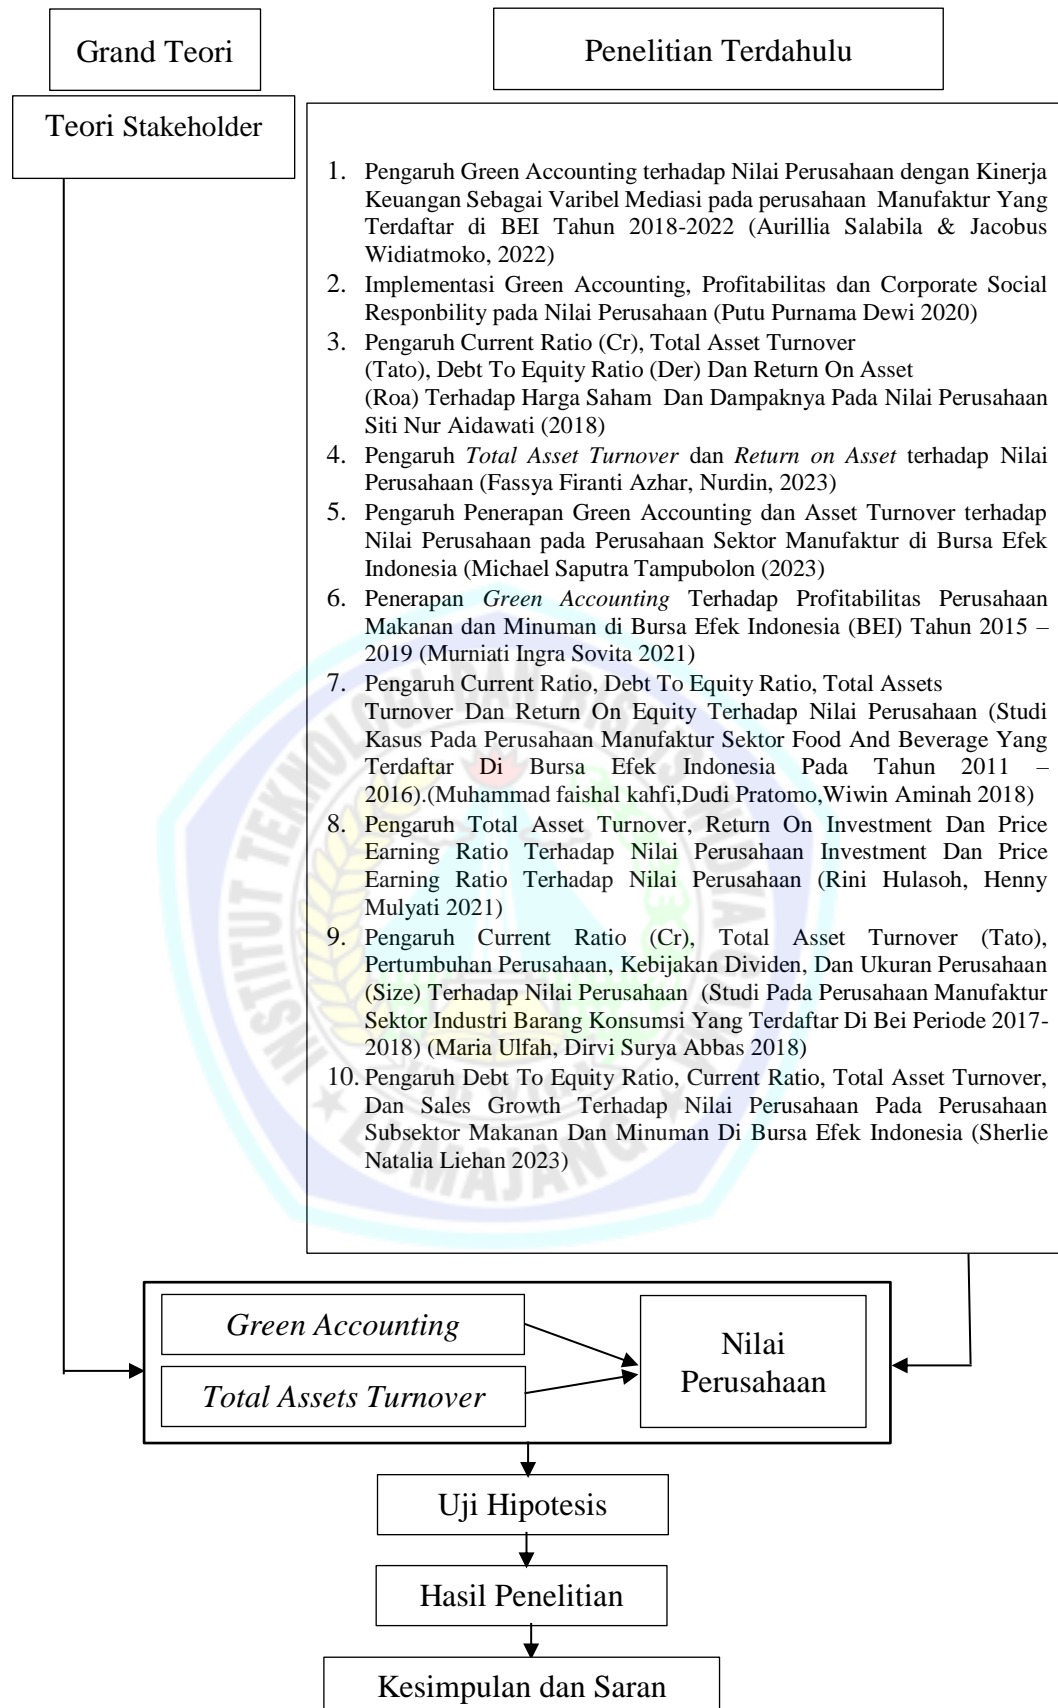 Grand Teori
Penelitian Terdahulu
Teori Stakeholder
1. Pengaruh Green Accounting terhadap Nilai Perusahaan dengan Kinerja
Keuangan Sebagai Varibel Mediasi pada perusahaan Manufaktur Yang
Terdaftar di BEI Tahun 2018-2022 (Aurillia Salabila & Jacobus
Widiatmoko, 2022)
2. Implementasi Green Accounting, Profitabilitas dan Corporate Social
Responbility pada Nilai Perusahaan (Putu Purnama Dewi 2020)
3. Pengaruh Current Ratio (Cr), Total Asset Turnover
(Tato), Debt To Equity Ratio (Der) Dan Return On Asset
(Roa) Terhadap Harga Saham Dan Dampaknya Pada Nilai Perusahaan
Siti Nur Aidawati (2018)
4. Pengaruh Total Asset Turnover dan Return on Asset terhadap Nilai
Perusahaan (Fassya Firanti Azhar, Nurdin, 2023)
5. Pengaruh Penerapan Green Accounting dan Asset Turnover terhadap
Nilai Perusahaan pada Perusahaan Sektor Manufaktur di Bursa Efek
Indonesia (Michael Saputra Tampubolon (2023)
6. Penerapan Green Accounting Terhadap Profitabilitas Perusahaan
Makanan dan Minuman di Bursa Efek Indonesia (BEI) Tahun 2015 –
2019 (Murniati Ingra Sovita 2021)
7. Pengaruh Current Ratio, Debt To Equity Ratio, Total Assets
Turnover Dan Return On Equity Terhadap Nilai Perusahaan (Studi
Kasus Pada Perusahaan Manufaktur Sektor Food And Beverage Yang
Terdaftar Di Bursa Efek Indonesia Pada Tahun 2011 –
2016).(Muhammad faishal kahfi,Dudi Pratomo,Wiwin Aminah 2018)
8. Pengaruh Total Asset Turnover, Return On Investment Dan Price
Earning Ratio Terhadap Nilai Perusahaan Investment Dan Price
Earning Ratio Terhadap Nilai Perusahaan (Rini Hulasoh, Henny
Mulyati 2021)
9. Pengaruh Current Ratio (Cr), Total Asset Turnover (Tato),
Pertumbuhan Perusahaan, Kebijakan Dividen, Dan Ukuran Perusahaan
(Size) Terhadap Nilai Perusahaan (Studi Pada Perusahaan Manufaktur
Sektor Industri Barang Konsumsi Yang Terdaftar Di Bei Periode 2017-
2018) (Maria Ulfah, Dirvi Surya Abbas 2018)
10. Pengaruh Debt To Equity Ratio, Current Ratio, Total Asset Turnover,
Dan Sales Growth Terhadap Nilai Perusahaan Pada Perusahaan
Subsektor Makanan Dan Minuman Di Bursa Efek Indonesia (Sherlie
Natalia Liehan 2023)
INSTITUT TEKNOLOGI DAN BISNIS WIDYA GAMA
LUMAJANG
Green Accounting
Total Assets Turnover
Nilai
Perusahaan
Uji Hipotesis
Hasil Penelitian
Kesimpulan dan Saran